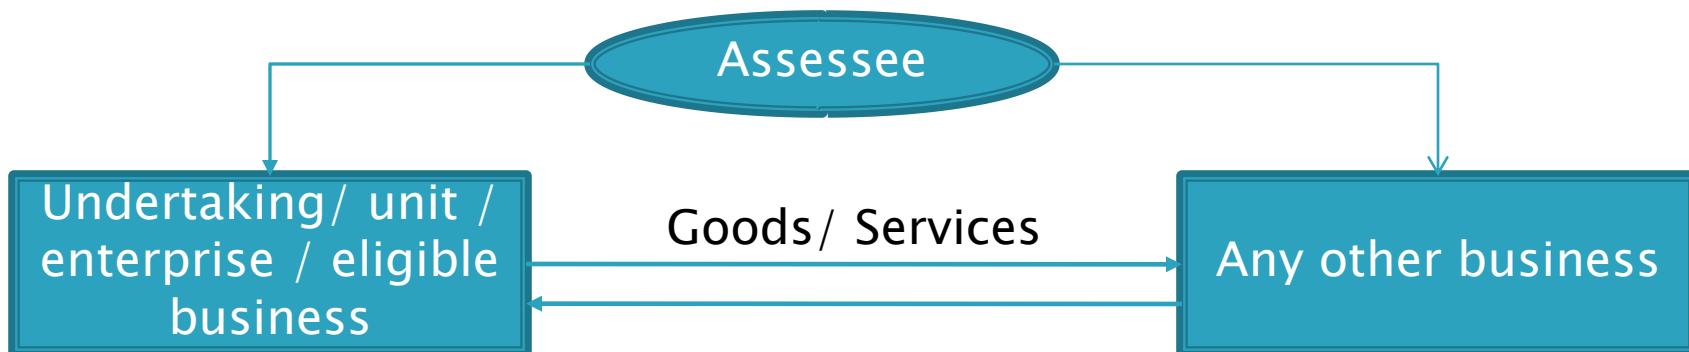 Assessee
Undertaking/ unit /
enterprise / eligible
business
Goods/ Services
Any other business